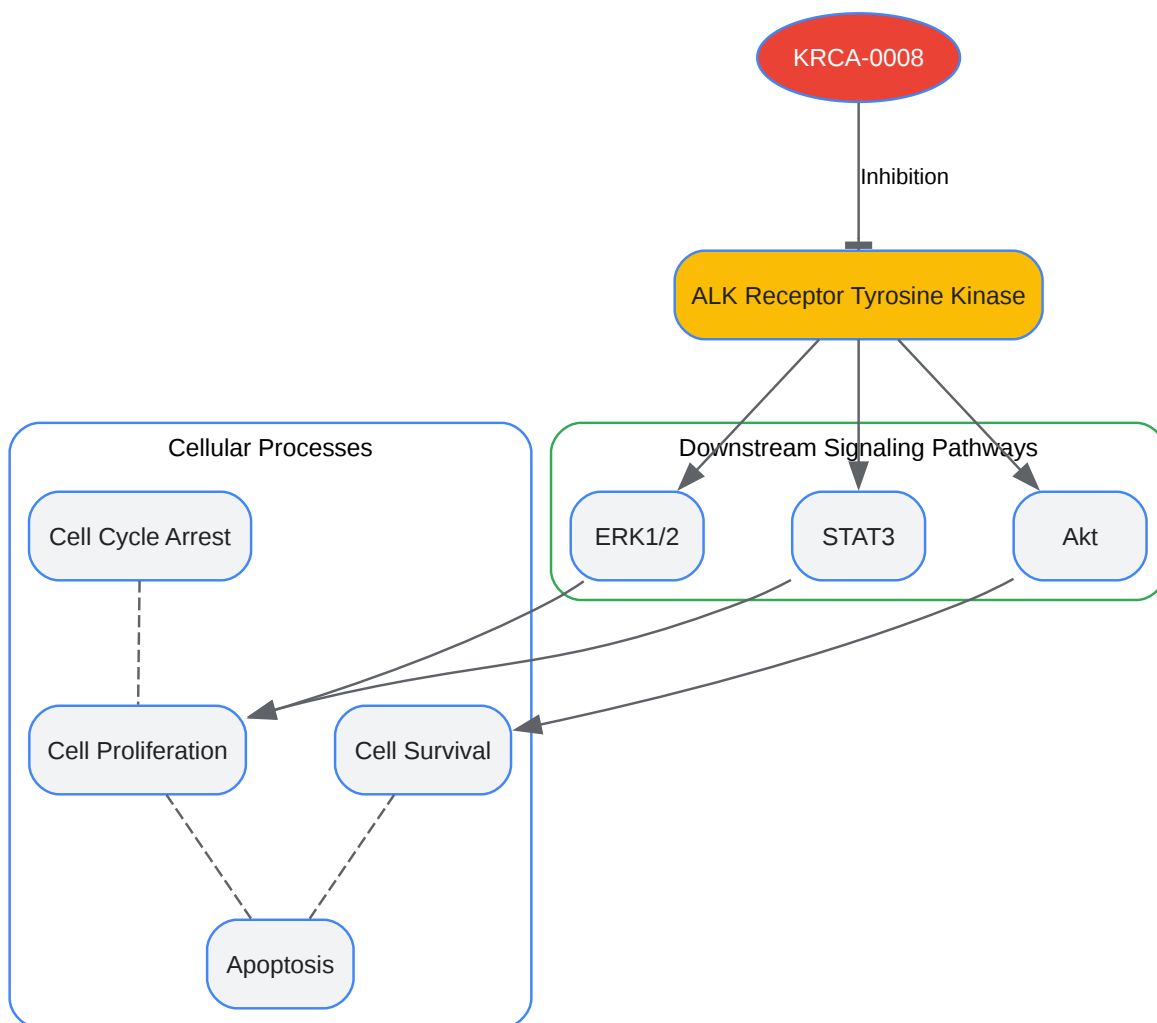 KRCA-0008
Inhibition
ALK Receptor Tyrosine Kinase
Cellular Processes
Downstream Signaling Pathways
Cell Cycle Arrest
ERK1/2
STAT3
Akt
Cell Proliferation
Cell Survival
Apoptosis